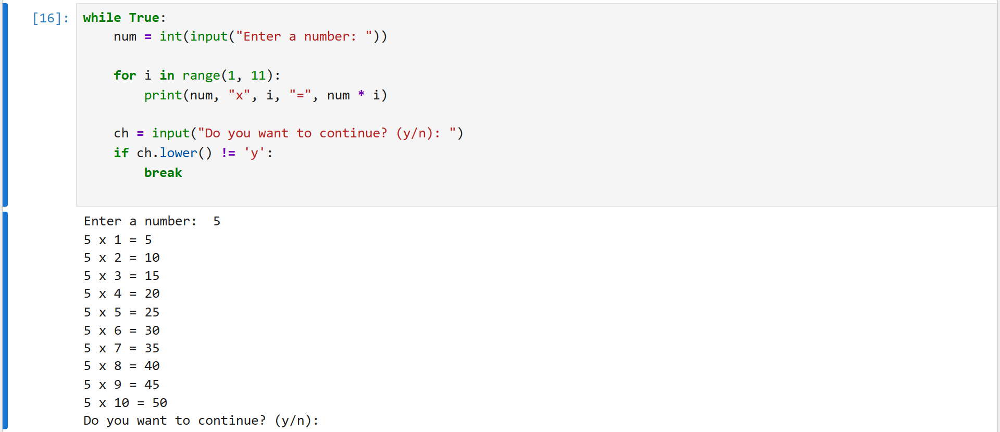 [16]: while True:
    num = int(input("Enter a number: "))
    for i in range(1, 11):
        print(num, "x", i, "=", num * i)
    ch = input("Do you want to continue? (y/n): ")
    if ch.lower() != 'y':
        break
Enter a number:  5
5 x 1 = 5
5 x 2 = 10
5 x 3 = 15
5 x 4 = 20
5 x 5 = 25
5 x 6 = 30
5 x 7 = 35
5 x 8 = 40
5 x 9 = 45
5 x 10 = 50
Do you want to continue? (y/n):